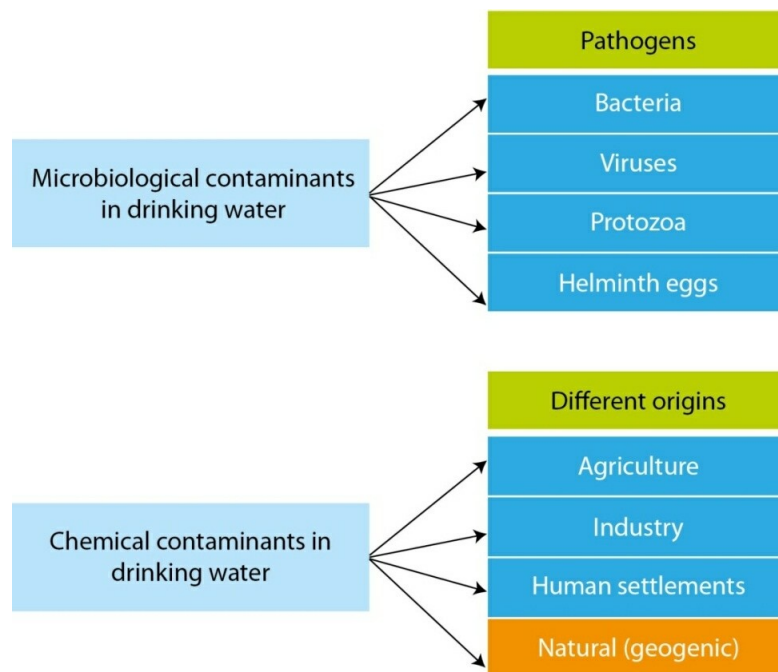 Pathogens
Microbiological contaminants
in drinking water
Bacteria
Viruses
Protozoa
Helminth eggs
Different origins
Chemical contaminants in
drinking water
Agriculture
Industry
Human settlements
Natural (geogenic)